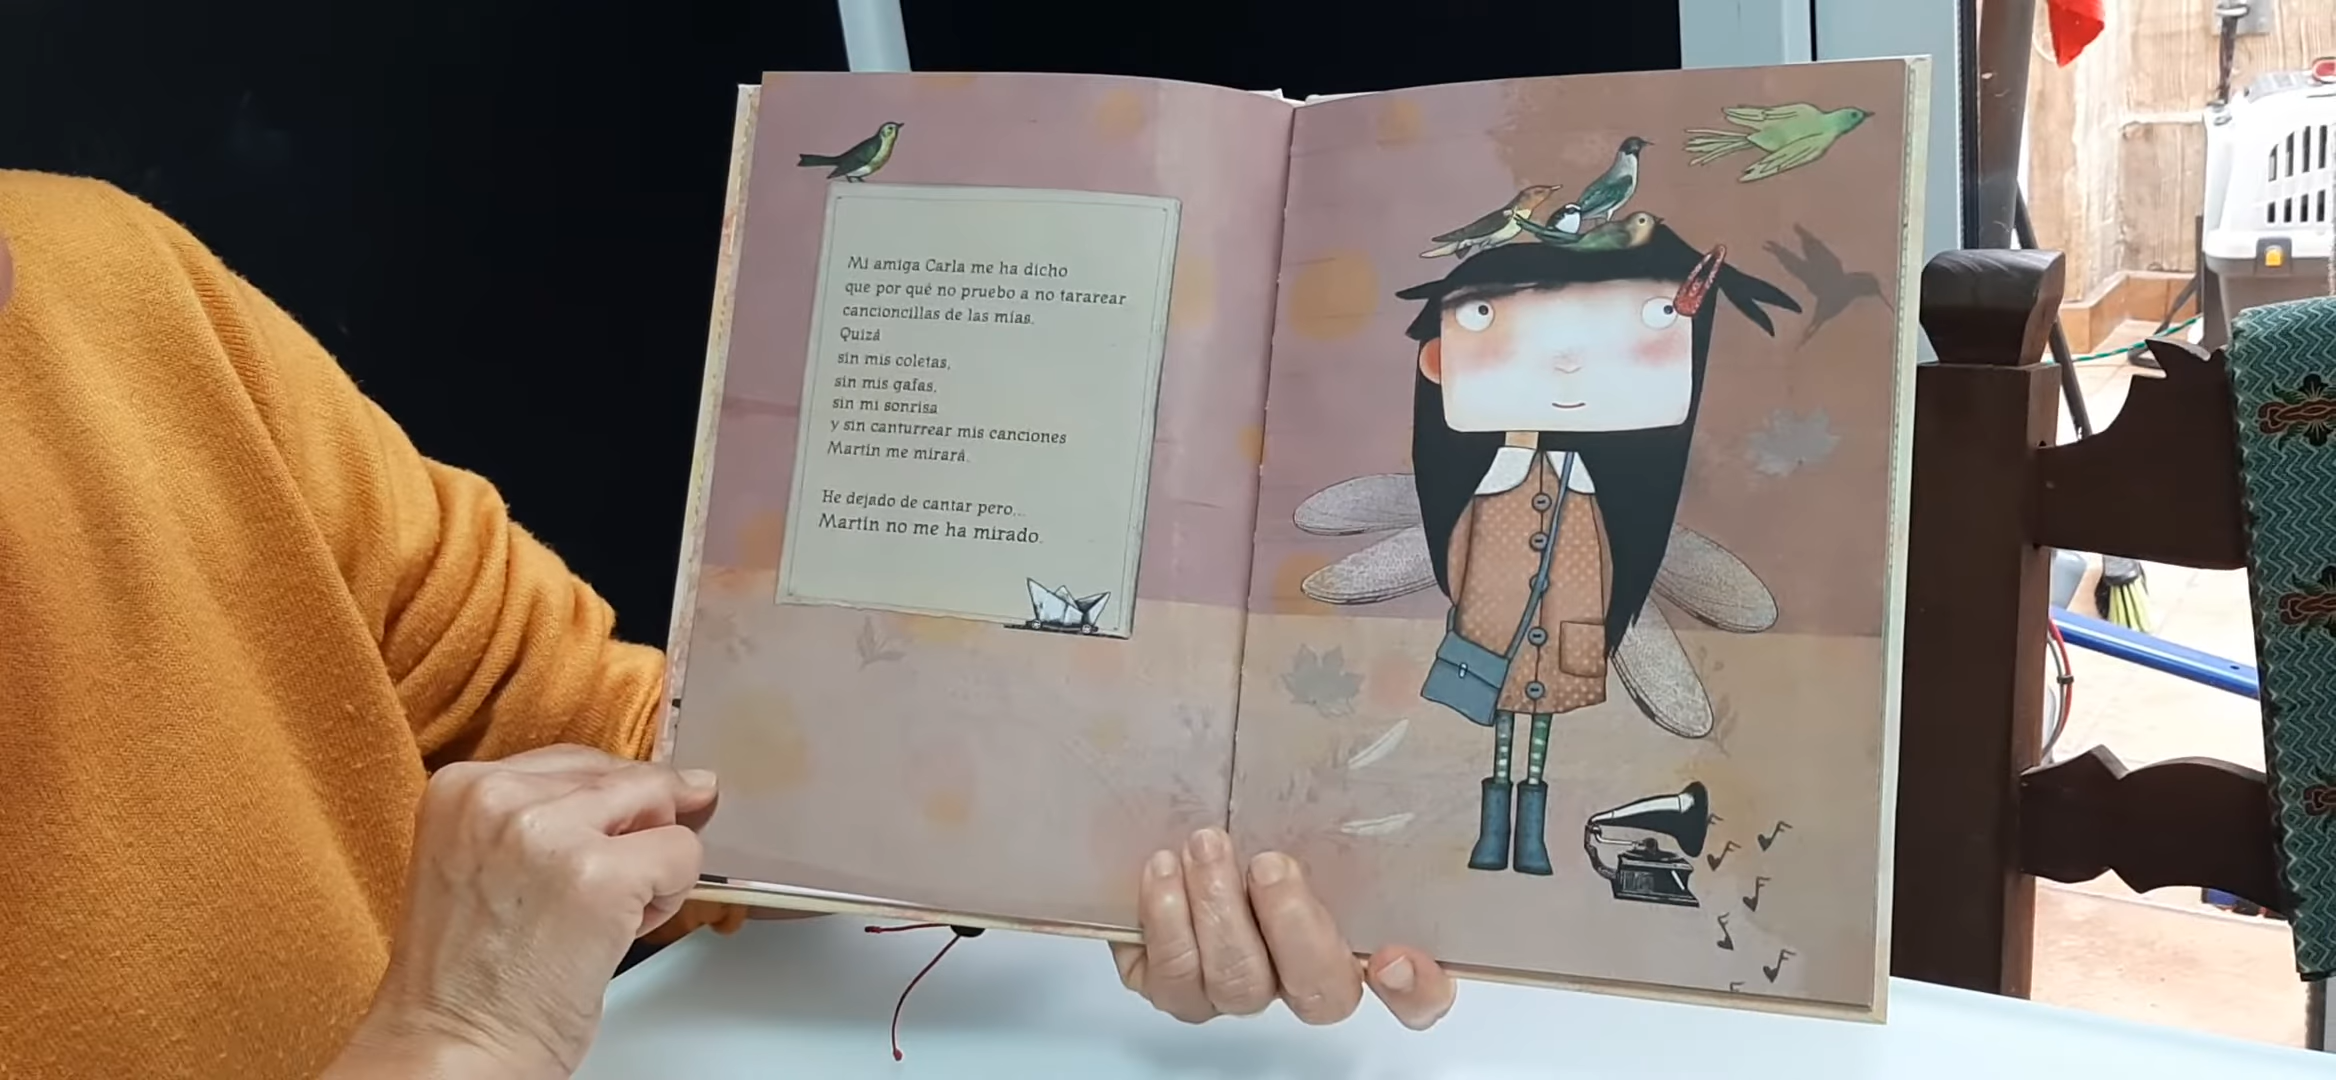 Mi amiga Carla me ha dicho
que por qué no pruebo a no tararear
cancioncillas de las mías.
Quizá
sin mis coletas,
sin mis gafas,
sin mi sonrisa
y sin canturrear mis canciones
Martín me mirará.
He dejado de cantar pero...
Martín no me ha mirado.